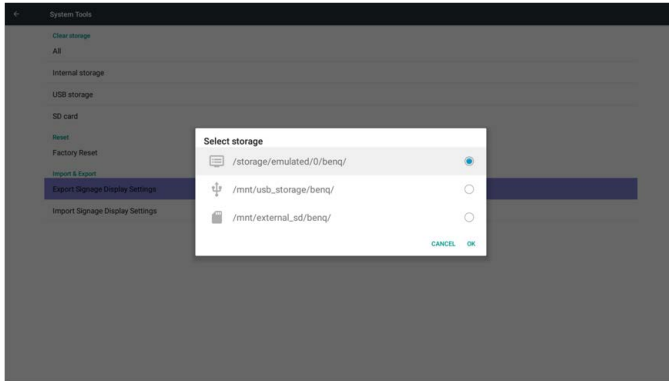 System Tools
Clear storage
All
Internal storage
USB storage
SD card
Reset
Factory Reset
Import & Export
Export Signage Display Settings
Import Signage Display Settings
Select storage
/storage/emulated/0/benq/
/mnt/usb_storage/benq/
/mnt/external_sd/benq/
CANCEL OK